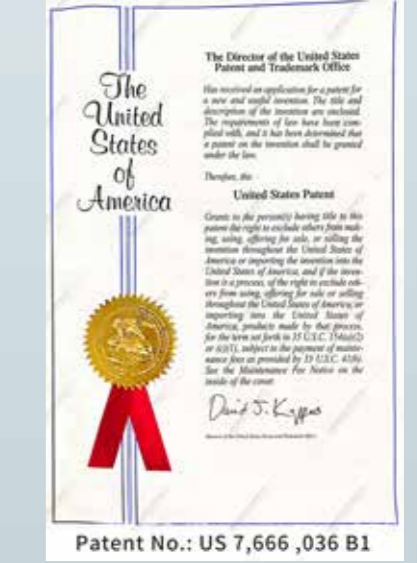 The
United
States
of
America
The Director of the United States
Patent and Trademark Office
Has received an application for a patent for
a new and useful invention. The title and
description of the invention are enclosed.
The requirements of law have been com-
plied with, and it has been determined that
a patent on the invention shall be granted
under the law.
Therefore, this
United States Patent
Grants to the person(s) having title to this
patent the right to exclude others from mak-
ing, using, offering for sale, or selling the
invention throughout the United States of
America or importing the invention into the
United States of America, and if the inven-
tion is a process, of the right to exclude oth-
ers from using, offering for sale or selling
throughout the United States of America, or
importing into the United States of
America, products made by that process,
for the term set forth in 35 U.S.C. 154(a)(2)
or (c)(1), subject to the payment of mainte-
nance fees as provided by 35 U.S.C. 41(b).
See the Maintenance Fee Notice on the
inside of the cover.
David J. Kappos
Patent No.: US 7,666 ,036 B1